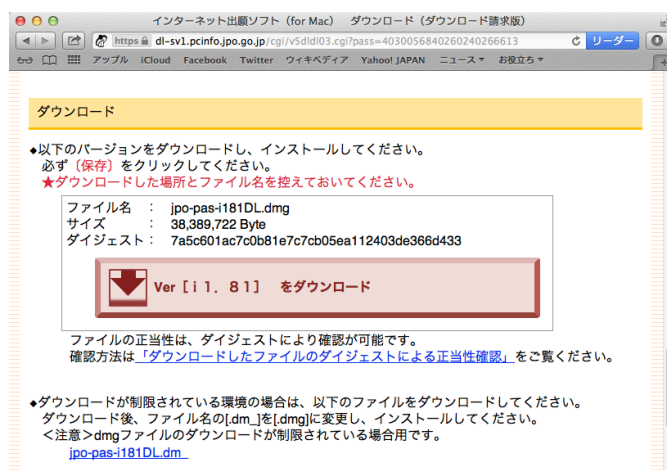 インターネット出願ソフト（for Mac） ダウンロード（ダウンロード請求版）
https dl-sv1.pcinfo.jpo.go.jp/cgi/v5dldl03.cgi?pass=4030056840260240266613 リーダー
アップル iCloud Facebook Twitter ウィキペディア Yahoo! JAPAN ニュース▼ お役立ち▼
ダウンロード
◆以下のバージョンをダウンロードし、インストールしてください。
必ず〔保存〕をクリックしてください。
★ダウンロードした場所とファイル名を控えておいてください。
ファイル名 ： jpo-pas-i181DL.dmg
サイズ ： 38,389,722 Byte
ダイジェスト： 7a5c601ac7c0b81e7c7cb05ea112403de366d433
Ver［ｉ１．８１］ をダウンロード
ファイルの正当性は、ダイジェストにより確認が可能です。
確認方法は「ダウンロードしたファイルのダイジェストによる正当性確認」をご覧ください。
◆ダウンロードが制限されている環境の場合は、以下のファイルをダウンロードしてください。
ダウンロード後、ファイル名の[.dm_]を[.dmg]に変更し、インストールしてください。
＜注意＞dmgファイルのダウンロードが制限されている場合用です。
jpo-pas-i181DL.dm_